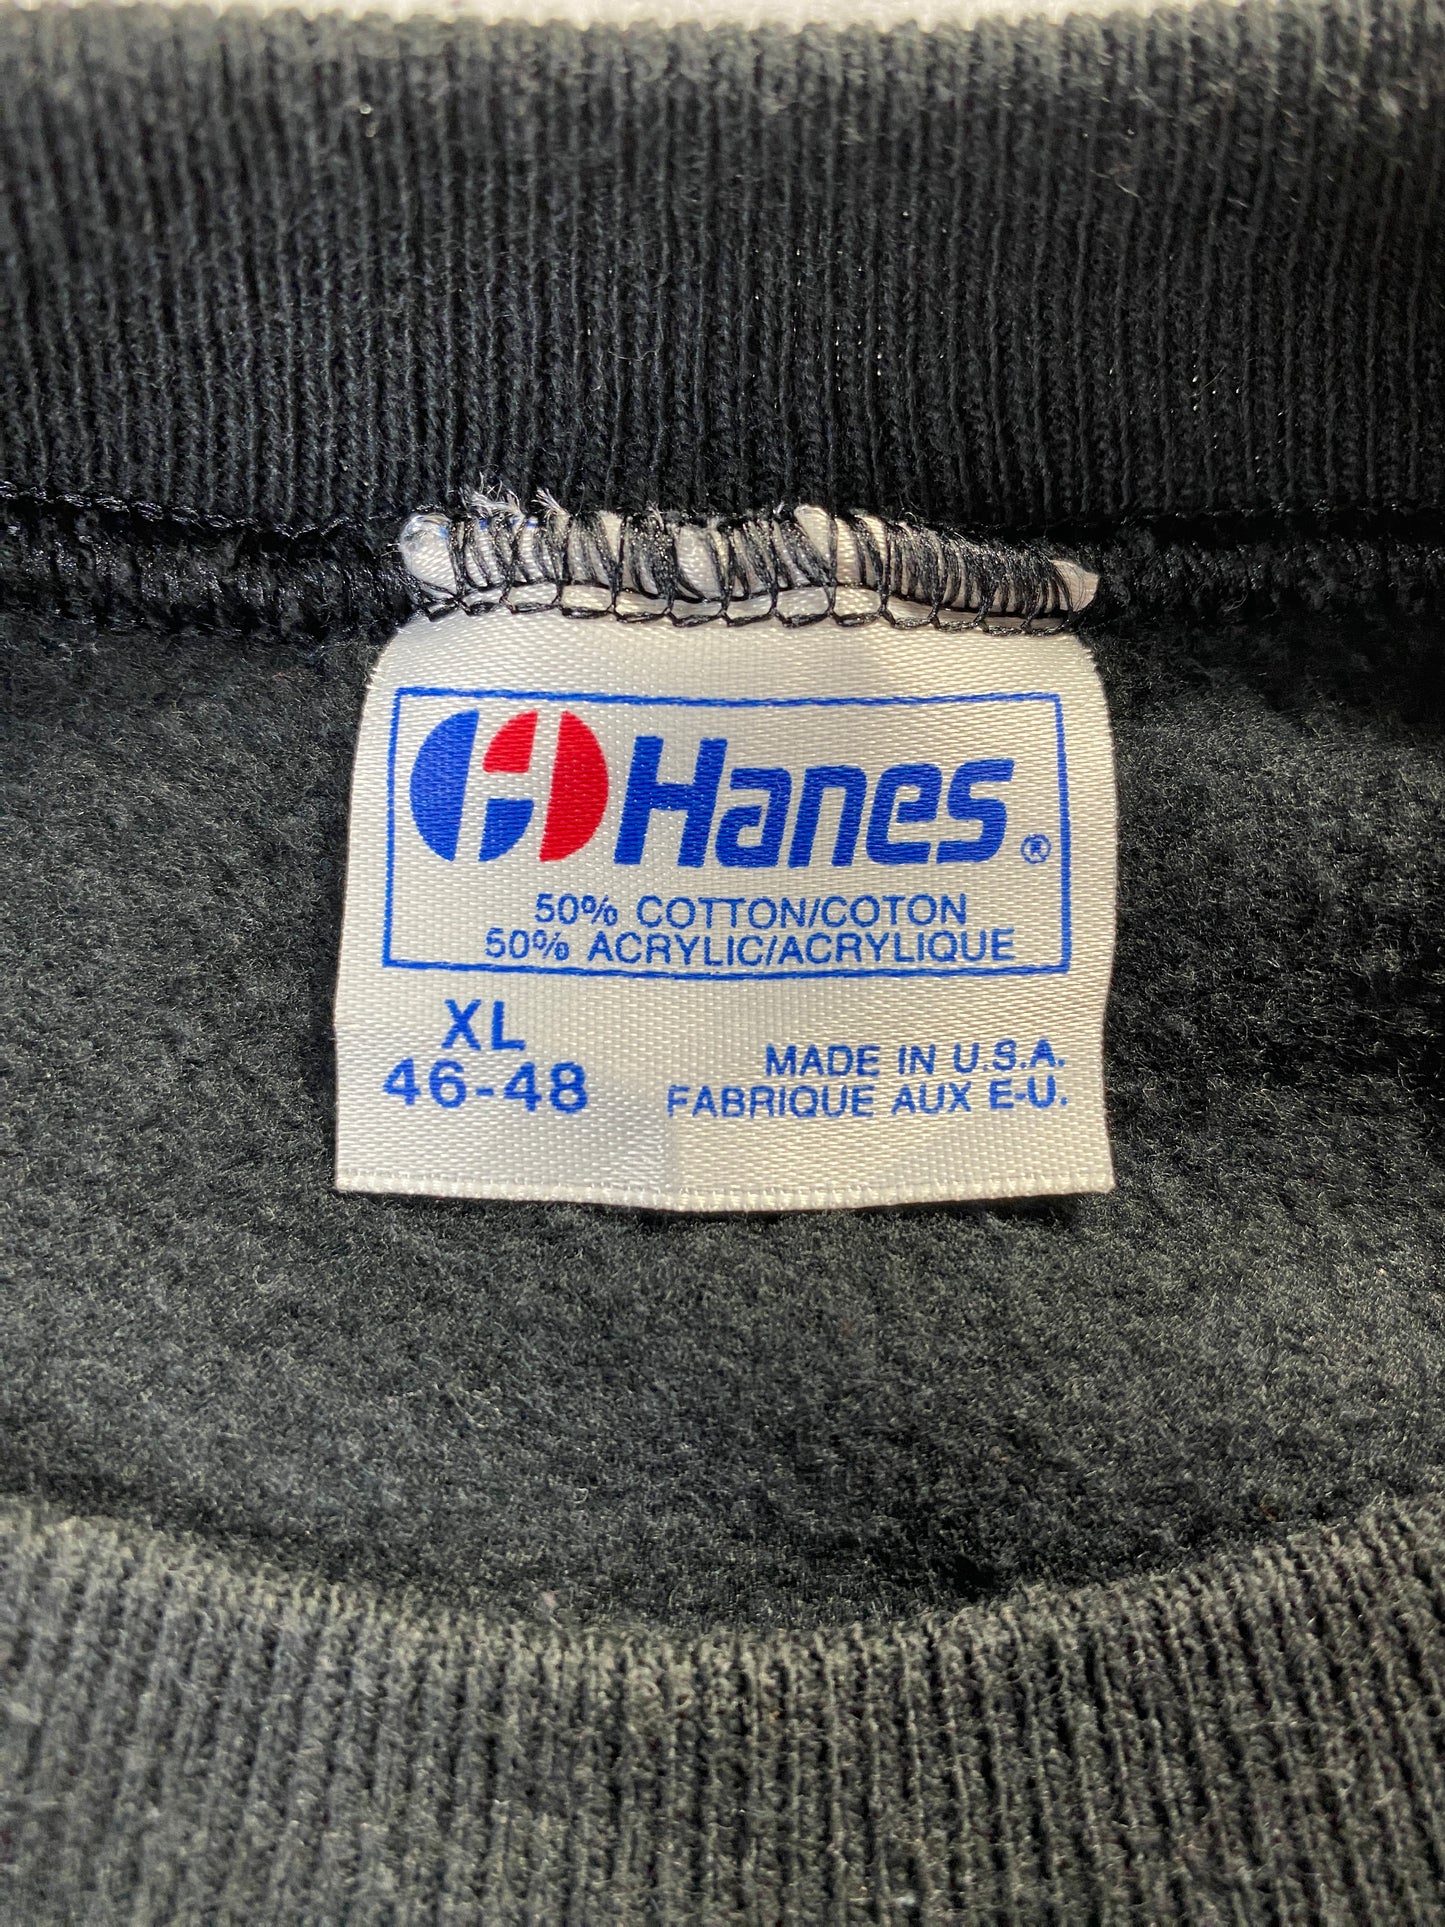 H Hanes®
50% COTTON/COTON
50% ACRYLIC/ACRYLIQUE
XL
46-48
MADE IN U.S.A.
FABRIQUE AUX E-U.